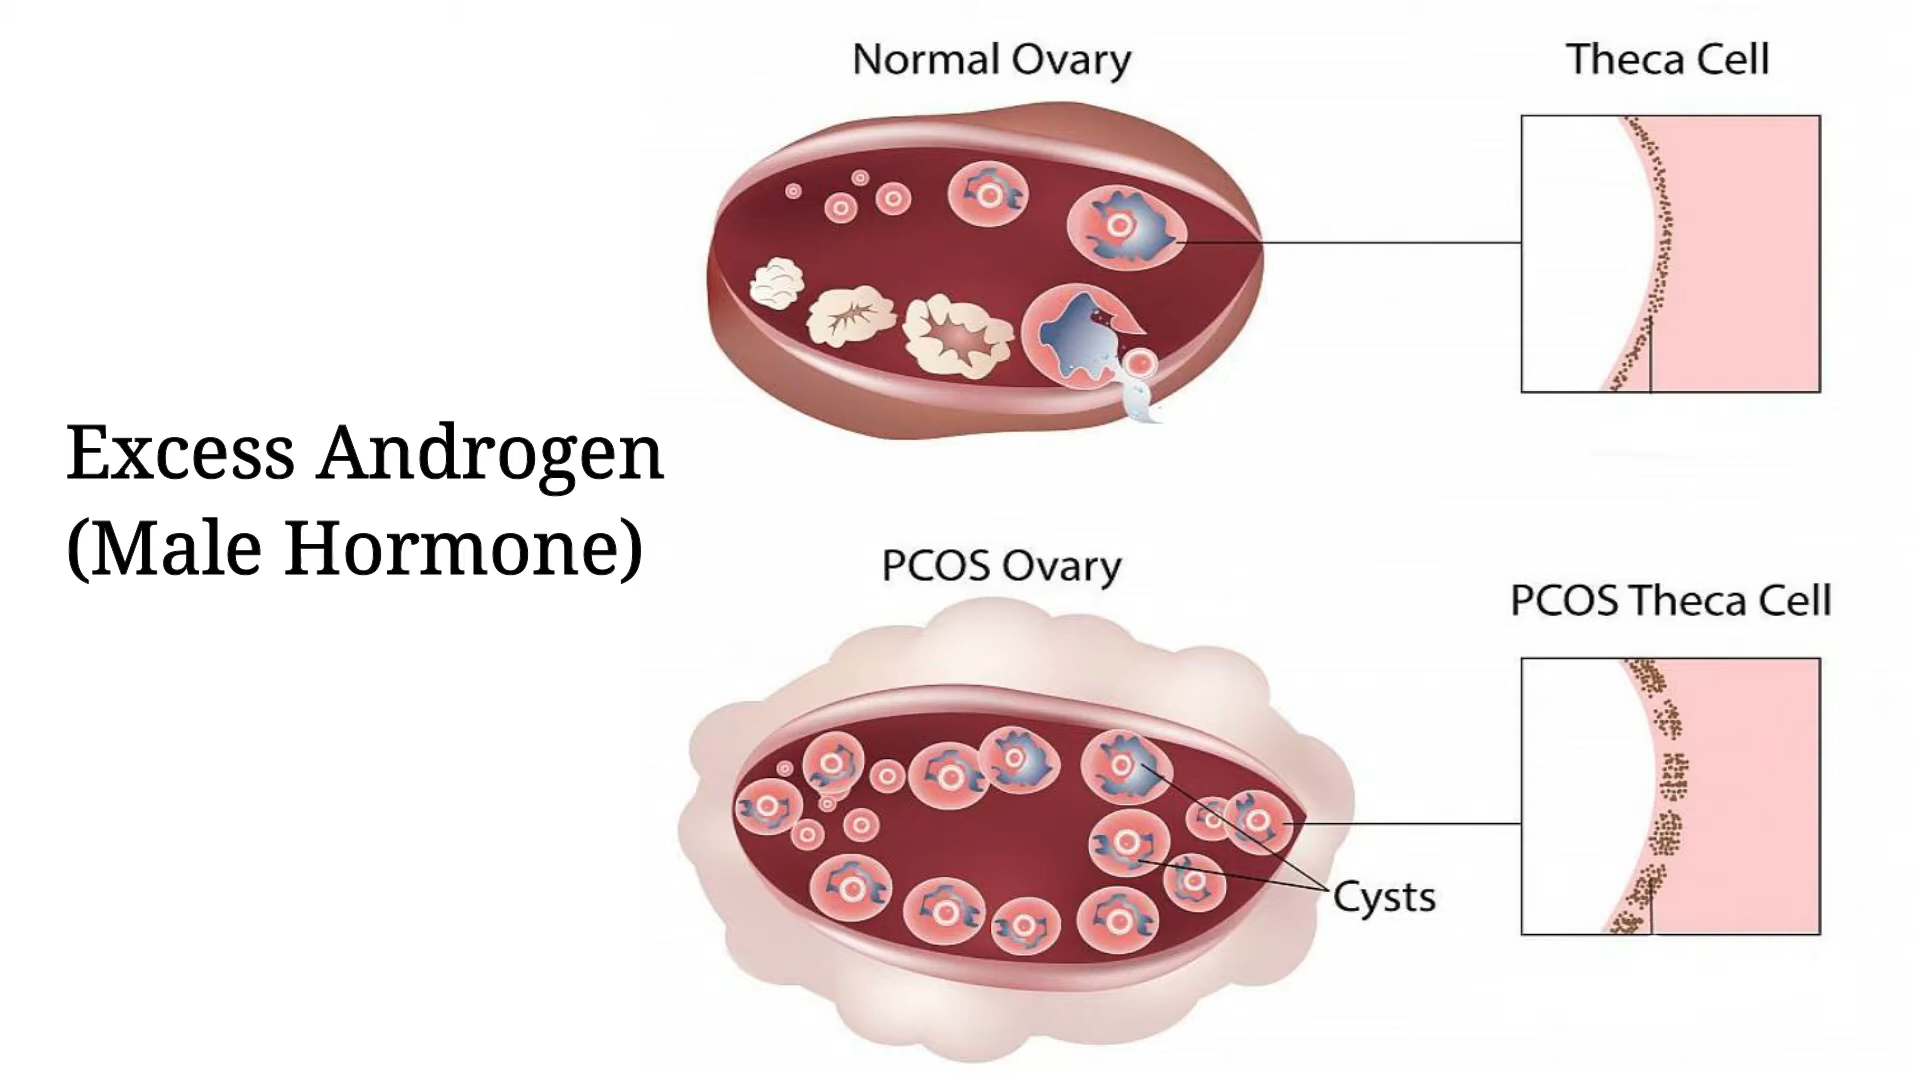 Normal Ovary
Theca Cell
Excess Androgen
(Male Hormone)
PCOS Ovary
PCOS Theca Cell
Cysts